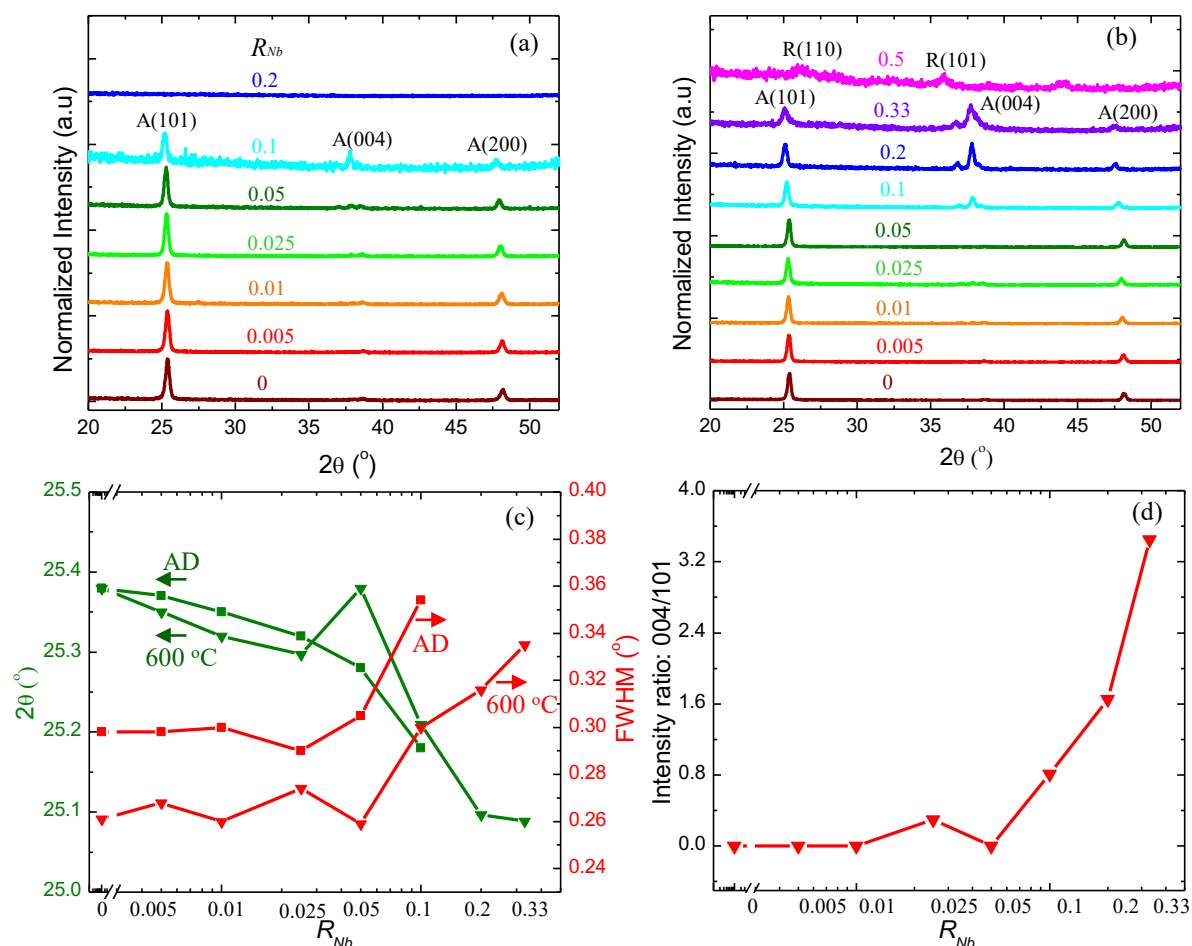 (a)
R_Nb
0.2
A(101)
A(004)
A(200)
0.1
0.05
0.025
0.01
0.005
0
Normalized Intensity (a.u)
20 25 30 35 40 45 50
2θ (°)
(b)
R(110)
R(101)
0.5
A(101)
0.33
A(004)
A(200)
0.2
0.1
0.05
0.025
0.01
0.005
0
Normalized Intensity (a.u)
20 25 30 35 40 45 50
2θ (°)
(c)
25.5
25.4
25.3
25.2
25.1
25.0
2θ (°)
AD
600 °C
AD
600 °C
0.40
0.38
0.36
0.34
0.32
0.30
0.28
0.26
0.24
FWHM (°)
0 0.005 0.01 0.025 0.05 0.1 0.2 0.33
R_Nb
(d)
4.0
3.2
2.4
1.6
0.8
0.0
Intensity ratio: 004/101
0 0.005 0.01 0.025 0.05 0.1 0.2 0.33
R_Nb